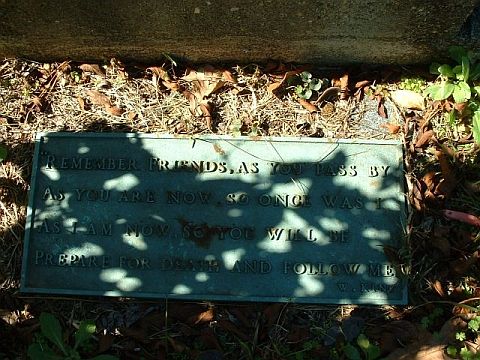 "REMEMBER FRIENDS, AS YOU PASS BY
AS YOU ARE NOW, SO ONCE WAS I
AS I AM NOW, SO YOU WILL BE
PREPARE FOR DEATH AND FOLLOW ME"
W.